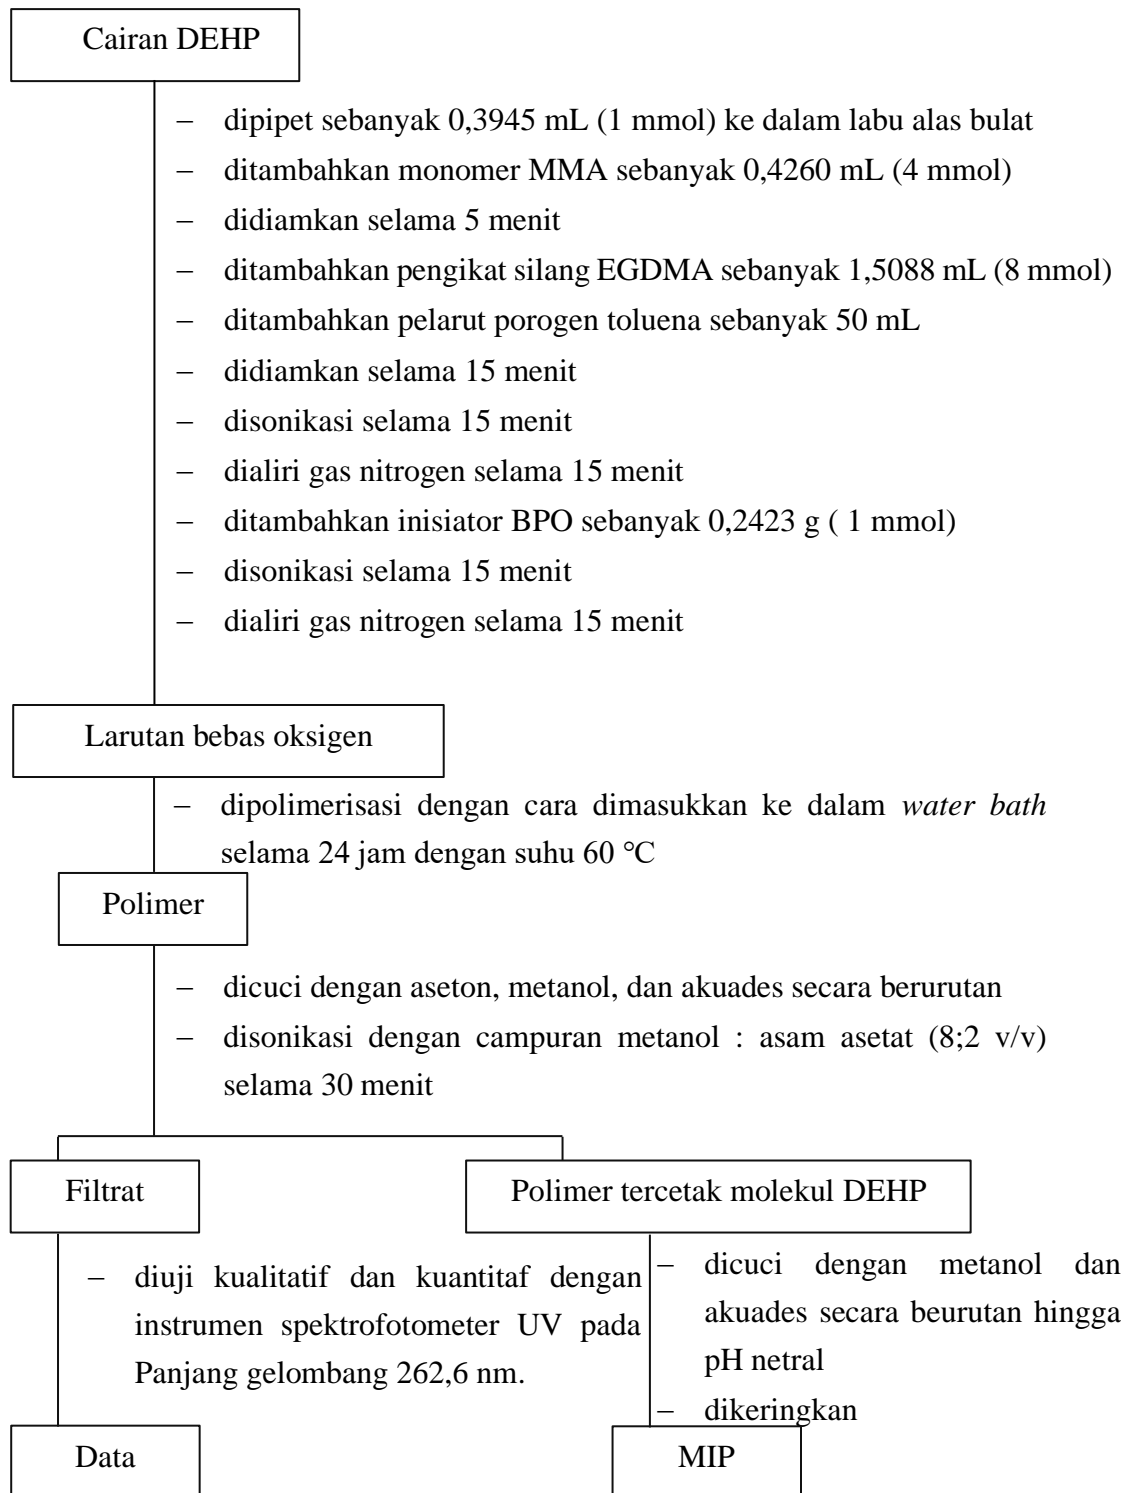 Cairan DEHP
– dipipet sebanyak 0,3945 mL (1 mmol) ke dalam labu alas bulat
– ditambahkan monomer MMA sebanyak 0,4260 mL (4 mmol)
– didiamkan selama 5 menit
– ditambahkan pengikat silang EGDMA sebanyak 1,5088 mL (8 mmol)
– ditambahkan pelarut porogen toluena sebanyak 50 mL
– didiamkan selama 15 menit
– disonikasi selama 15 menit
– dialiri gas nitrogen selama 15 menit
– ditambahkan inisiator BPO sebanyak 0,2423 g ( 1 mmol)
– disonikasi selama 15 menit
– dialiri gas nitrogen selama 15 menit
Larutan bebas oksigen
– dipolimerisasi dengan cara dimasukkan ke dalam water bath
selama 24 jam dengan suhu 60 °C
Polimer
– dicuci dengan aseton, metanol, dan akuades secara berurutan
– disonikasi dengan campuran metanol : asam asetat (8;2 v/v)
selama 30 menit
Filtrat
Polimer tercetak molekul DEHP
– diuji kualitatif dan kuantitaf dengan
instrumen spektrofotometer UV pada
Panjang gelombang 262,6 nm.
– dicuci dengan metanol dan
akuades secara beurutan hingga
pH netral
– dikeringkan
Data
MIP